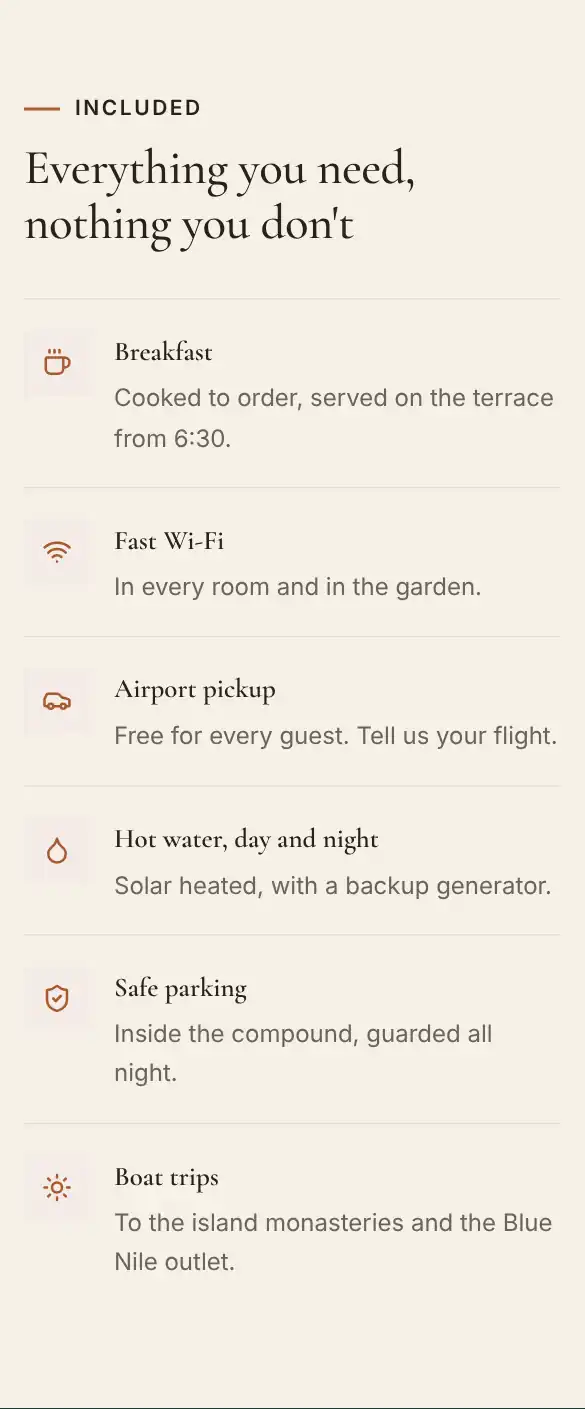 INCLUDED
Everything you need,
nothing you don't
Breakfast
Cooked to order, served on the terrace
from 6:30.
Fast Wi-Fi
In every room and in the garden.
Airport pickup
Free for every guest. Tell us your flight.
Hot water, day and night
Solar heated, with a backup generator.
Safe parking
Inside the compound, guarded all
night.
Boat trips
To the island monasteries and the Blue
Nile outlet.